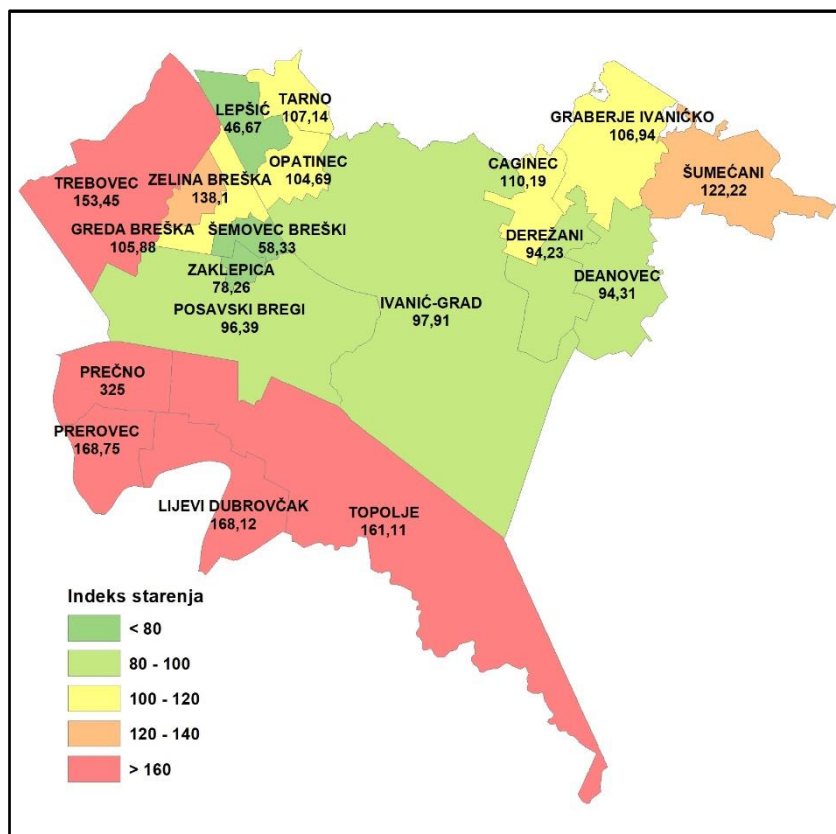 LEPŠIĆ
46,67
TARNO
107,14
GRABERJE IVANIĆKO
106,94
OPATINEC
104,69
CAGINEC
110,19
ŠUMEĆANI
122,22
TREBOVEC
153,45
ZELINA BREŠKA
138,1
GREDA BREŠKA
105,88
ŠEMOVEC BREŠKI
58,33
DEREŽANI
94,23
ZAKLEPICA
78,26
DEANOVEC
94,31
POSAVSKI BREGI
96,39
IVANIĆ-GRAD
97,91
PREČNO
325
PREROVEC
168,75
LIJEVI DUBROVČAK
168,12
TOPOLJE
161,11
Indeks starenja
< 80
80 - 100
100 - 120
120 - 140
> 160